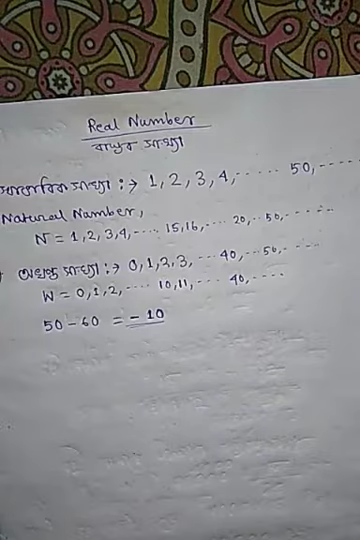 Real Number
বাস্তব সংখ্যা
স্বাভাবিক সংখ্যা :→ 1, 2, 3, 4, ..... 50, ....
Natural Number,
N = 1, 2, 3, 4, .... 15, 16, .... 20, .. 50, ......
অখণ্ড সংখ্যা :→ 0, 1, 2, 3, ... 40, ... 50, .....
W = 0, 1, 2, ..... 10, 11, .... 40, .....
50 - 60 = - 10